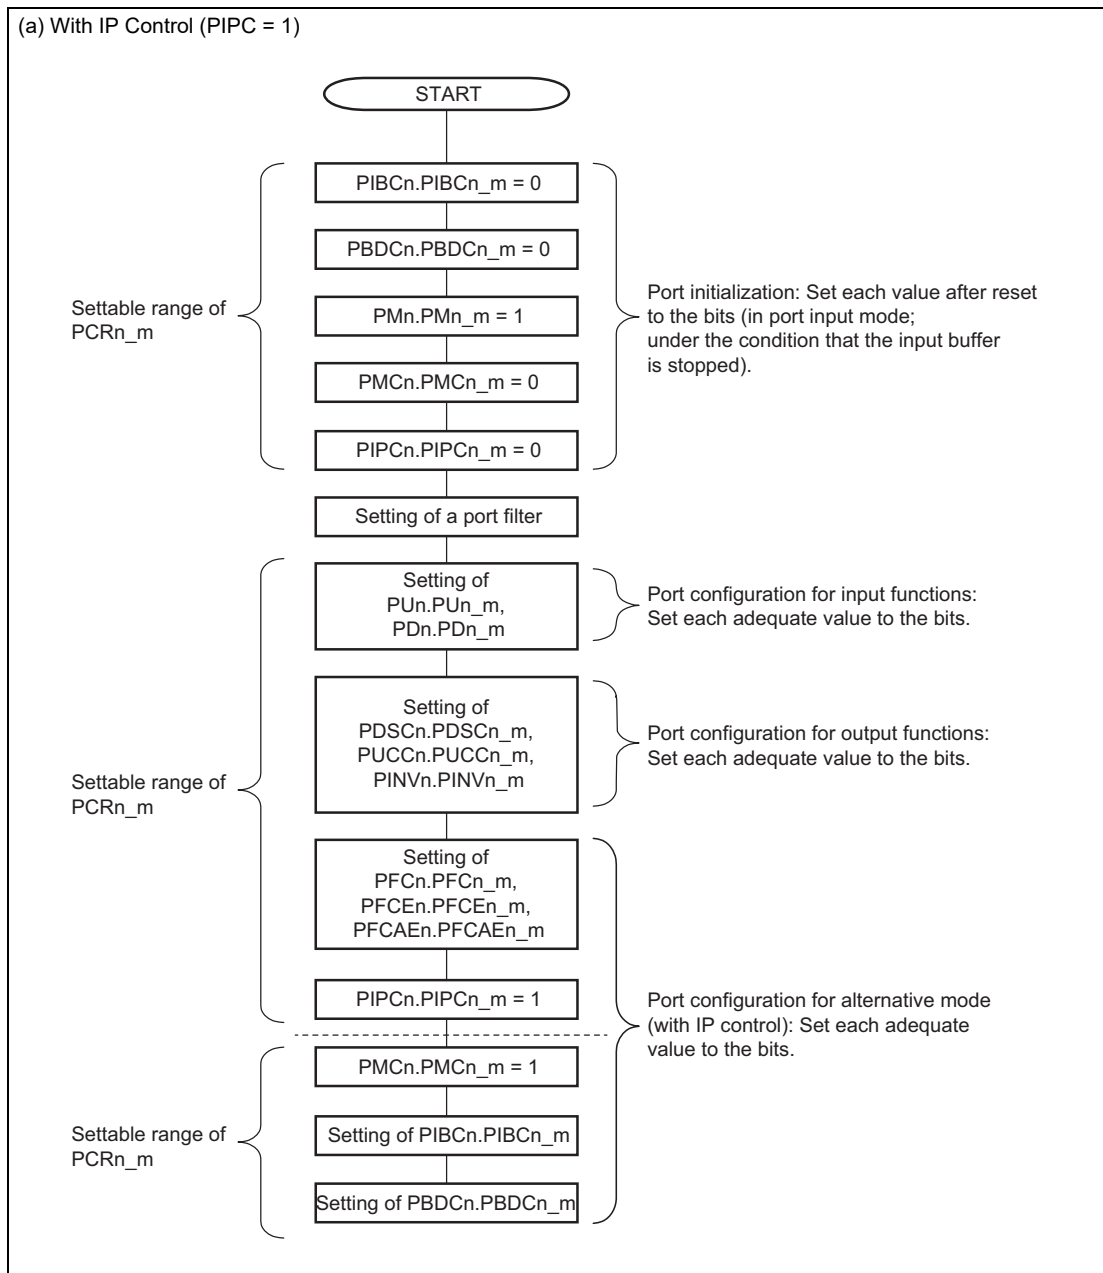 (a) With IP Control (PIPC = 1)
START
PIBCn.PIBCn_m = 0
PBDCn.PBDCn_m = 0
Settable range of
PCRn_m
PMn.PMn_m = 1
Port initialization: Set each value after reset
to the bits (in port input mode;
under the condition that the input buffer
is stopped).
PMCn.PMCn_m = 0
PIPCn.PIPCn_m = 0
Setting of a port filter
Setting of
PUn.PUn_m,
PDn.PDn_m
Port configuration for input functions:
Set each adequate value to the bits.
Setting of
PDSCn.PDSCn_m,
PUCCn.PUCCn_m,
PINVn.PINVn_m
Port configuration for output functions:
Set each adequate value to the bits.
Settable range of
PCRn_m
Setting of
PFCn.PFCn_m,
PFCEn.PFCEn_m,
PFCAEn.PFCAEn_m
PIPCn.PIPCn_m = 1
Port configuration for alternative mode
(with IP control): Set each adequate
value to the bits.
PMCn.PMCn_m = 1
Settable range of
PCRn_m
Setting of PIBCn.PIBCn_m
Setting of PBDCn.PBDCn_m